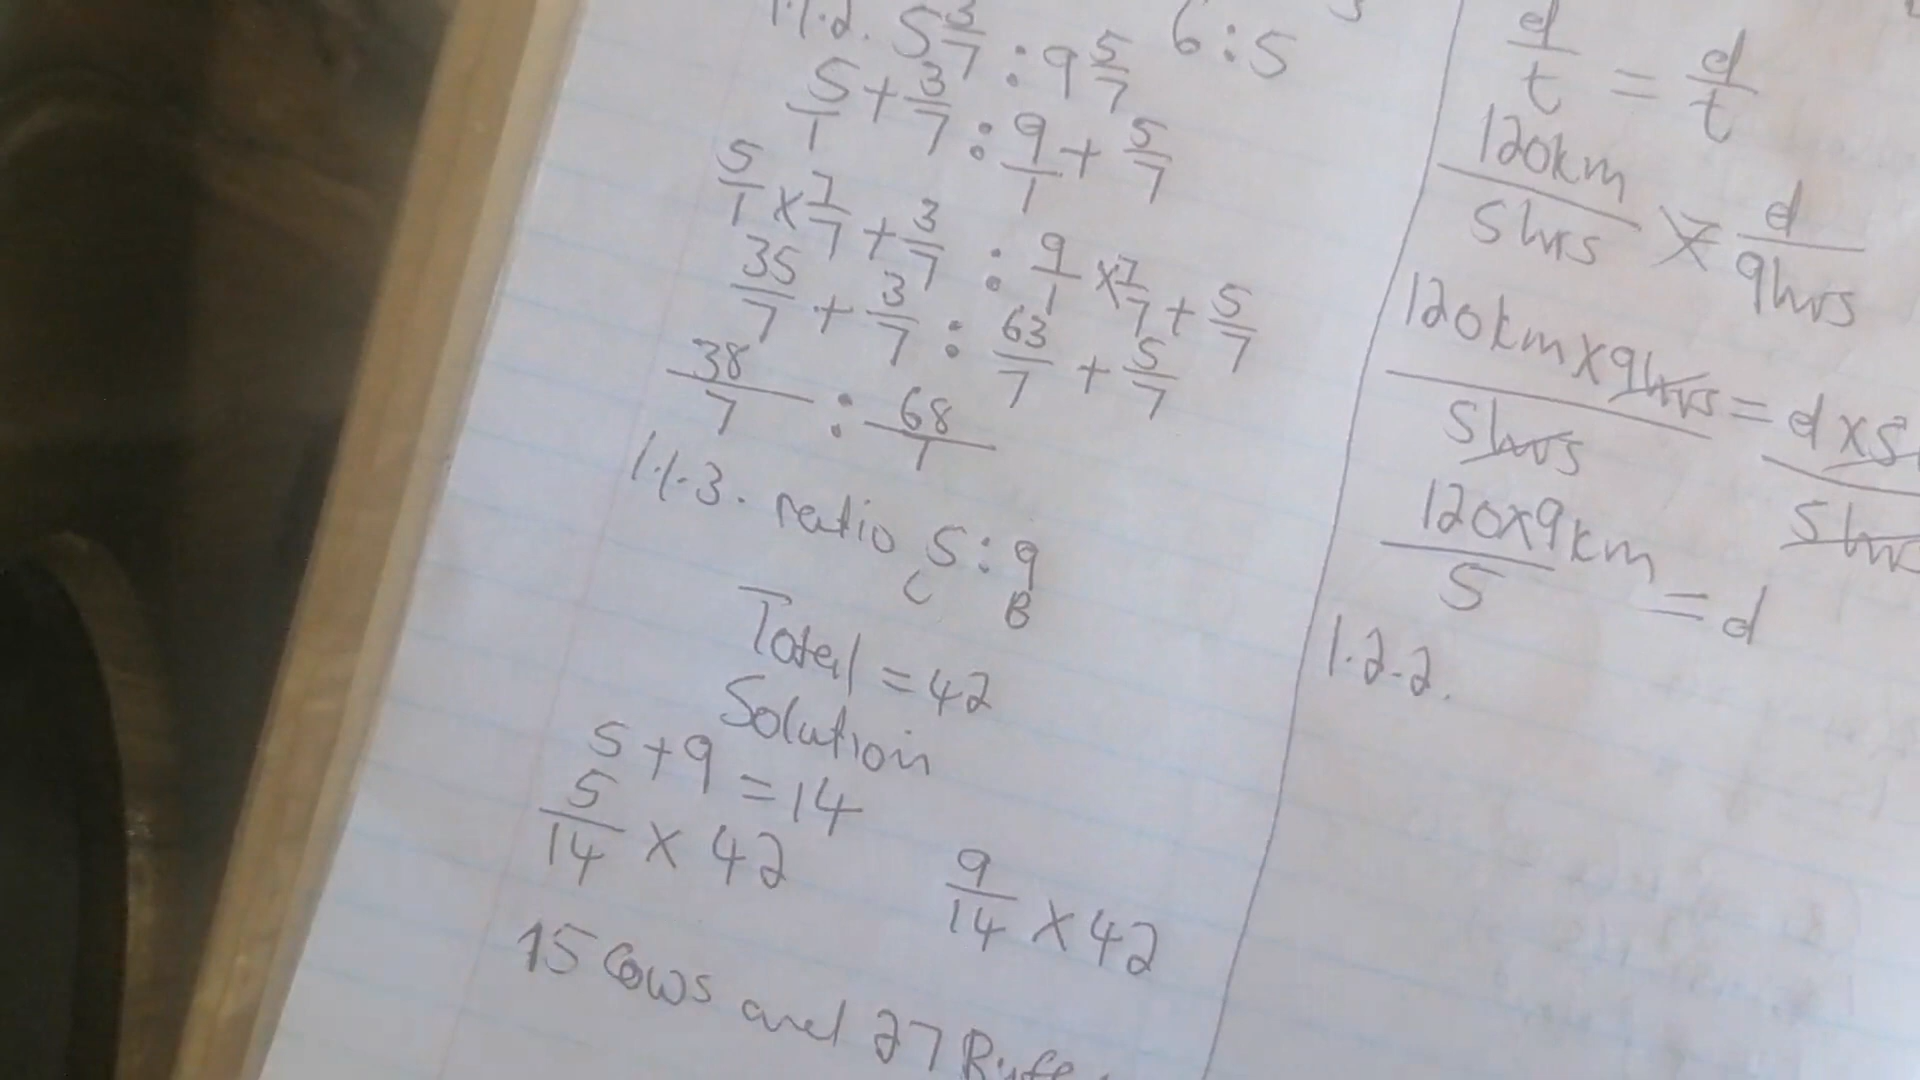 1.1.2. 5 3/7 : 9 5/7
6:5
5/1 + 3/7 : 9/1 + 5/7
5/1 × 7/7 + 3/7 : 9/1 × 7/7 + 5/7
35/7 + 3/7 : 63/7 + 5/7
38/7 : 68/7
1.1.3. ratio 5:9
C B
Total = 42
Solution
5+9 = 14
5/14 × 42
9/14 × 42
15 Cows and 27
d/t = d/t
120km/5hrs = d/9hrs
120km×9hrs/5hrs = d×5
5hrs
120×9km/5 = d
1.2.2.